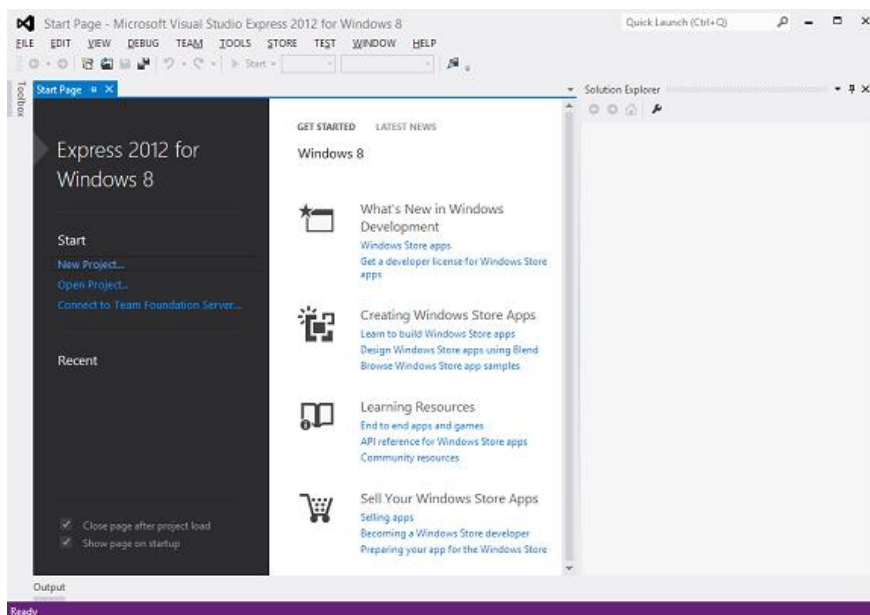 Start Page - Microsoft Visual Studio Express 2012 for Windows 8
Quick Launch (Ctrl+Q)
FILE EDIT VIEW DEBUG TEAM TOOLS STORE TEST WINDOW HELP
Start
Toolbox
Start Page
Solution Explorer
Express 2012 for
Windows 8
Start
New Project...
Open Project...
Connect to Team Foundation Server...
Recent
Close page after project load
Show page on startup
GET STARTED LATEST NEWS
Windows 8
What's New in Windows
Development
Windows Store apps
Get a developer license for Windows Store
apps
Creating Windows Store Apps
Learn to build Windows Store apps
Design Windows Store apps using Blend
Browse Windows Store app samples
Learning Resources
End to end apps and games
API reference for Windows Store apps
Community resources
Sell Your Windows Store Apps
Selling apps
Becoming a Windows Store developer
Preparing your app for the Windows Store
Output
Ready